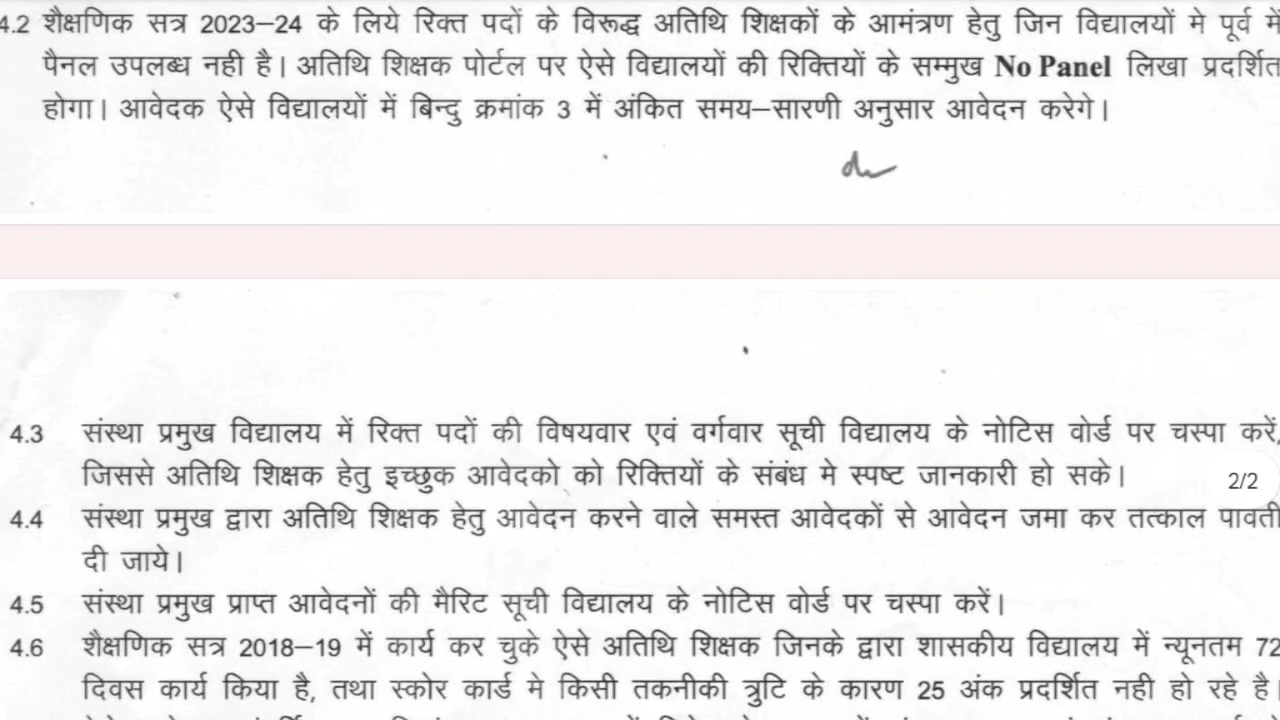 4.2 शैक्षणिक सत्र 2023–24 के लिये रिक्त पदों के विरूद्ध अतिथि शिक्षकों के आमंत्रण हेतु जिन विद्यालयों मे पूर्व में
पैनल उपलब्ध नही है। अतिथि शिक्षक पोर्टल पर ऐसे विद्यालयों की रिक्तियों के सम्मुख No Panel लिखा प्रदर्शित
होगा। आवेदक ऐसे विद्यालयों में बिन्दु क्रमांक 3 में अंकित समय–सारणी अनुसार आवेदन करेगे।
4.3 संस्था प्रमुख विद्यालय में रिक्त पदों की विषयवार एवं वर्गवार सूची विद्यालय के नोटिस वोर्ड पर चस्पा करें,
जिससे अतिथि शिक्षक हेतु इच्छुक आवेदको को रिक्तियों के संबंध मे स्पष्ट जानकारी हो सके।
2/2
4.4 संस्था प्रमुख द्वारा अतिथि शिक्षक हेतु आवेदन करने वाले समस्त आवेदकों से आवेदन जमा कर तत्काल पावती
दी जाये।
4.5 संस्था प्रमुख प्राप्त आवेदनों की मैरिट सूची विद्यालय के नोटिस वोर्ड पर चस्पा करें।
4.6 शैक्षणिक सत्र 2018–19 में कार्य कर चुके ऐसे अतिथि शिक्षक जिनके द्वारा शासकीय विद्यालय में न्यूनतम 72
दिवस कार्य किया है, तथा स्कोर कार्ड मे किसी तकनीकी त्रुटि के कारण 25 अंक प्रदर्शित नही हो रहे है।